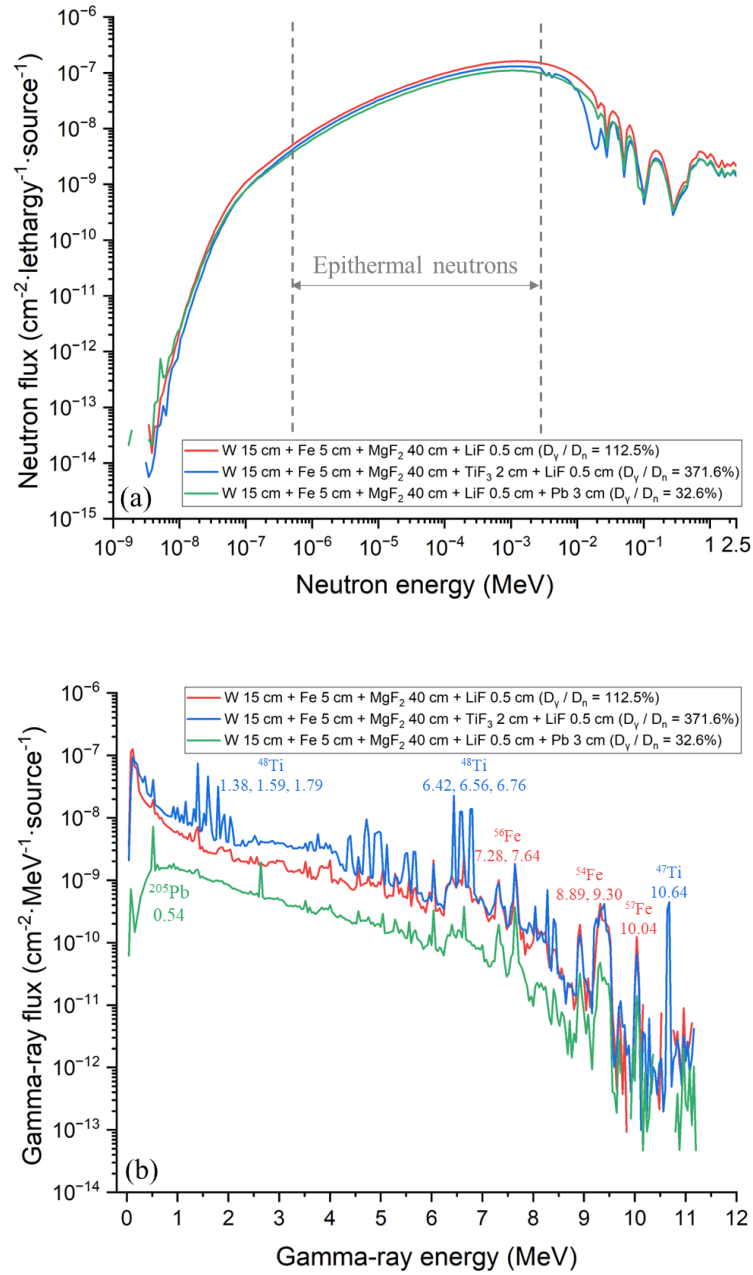 10⁻⁶
10⁻⁷
10⁻⁸
10⁻⁹
10⁻¹⁰
10⁻¹¹
10⁻¹²
10⁻¹³
10⁻¹⁴
10⁻¹⁵
Neutron flux (cm⁻²·lethargy⁻¹·source⁻¹)
Epithermal neutrons
W 15 cm + Fe 5 cm + MgF₂ 40 cm + LiF 0.5 cm (Dᵧ / Dₙ = 112.5%)
W 15 cm + Fe 5 cm + MgF₂ 40 cm + TiF₃ 2 cm + LiF 0.5 cm (Dᵧ / Dₙ = 371.6%)
W 15 cm + Fe 5 cm + MgF₂ 40 cm + LiF 0.5 cm + Pb 3 cm (Dᵧ / Dₙ = 32.6%)
(a)
10⁻⁹ 10⁻⁸ 10⁻⁷ 10⁻⁶ 10⁻⁵ 10⁻⁴ 10⁻³ 10⁻² 10⁻¹ 1 2.5
Neutron energy (MeV)
10⁻⁶
10⁻⁷
10⁻⁸
10⁻⁹
10⁻¹⁰
10⁻¹¹
10⁻¹²
10⁻¹³
10⁻¹⁴
Gamma-ray flux (cm⁻²·MeV⁻¹·source⁻¹)
W 15 cm + Fe 5 cm + MgF₂ 40 cm + LiF 0.5 cm (Dᵧ / Dₙ = 112.5%)
W 15 cm + Fe 5 cm + MgF₂ 40 cm + TiF₃ 2 cm + LiF 0.5 cm (Dᵧ / Dₙ = 371.6%)
W 15 cm + Fe 5 cm + MgF₂ 40 cm + LiF 0.5 cm + Pb 3 cm (Dᵧ / Dₙ = 32.6%)
⁴⁸Ti
1.38, 1.59, 1.79
⁴⁸Ti
6.42, 6.56, 6.76
⁵⁶Fe
7.28, 7.64
⁵⁴Fe
8.89, 9.30
⁵⁷Fe
10.04
⁴⁷Ti
10.64
²⁰⁵Pb
0.54
(b)
0 1 2 3 4 5 6 7 8 9 10 11 12
Gamma-ray energy (MeV)